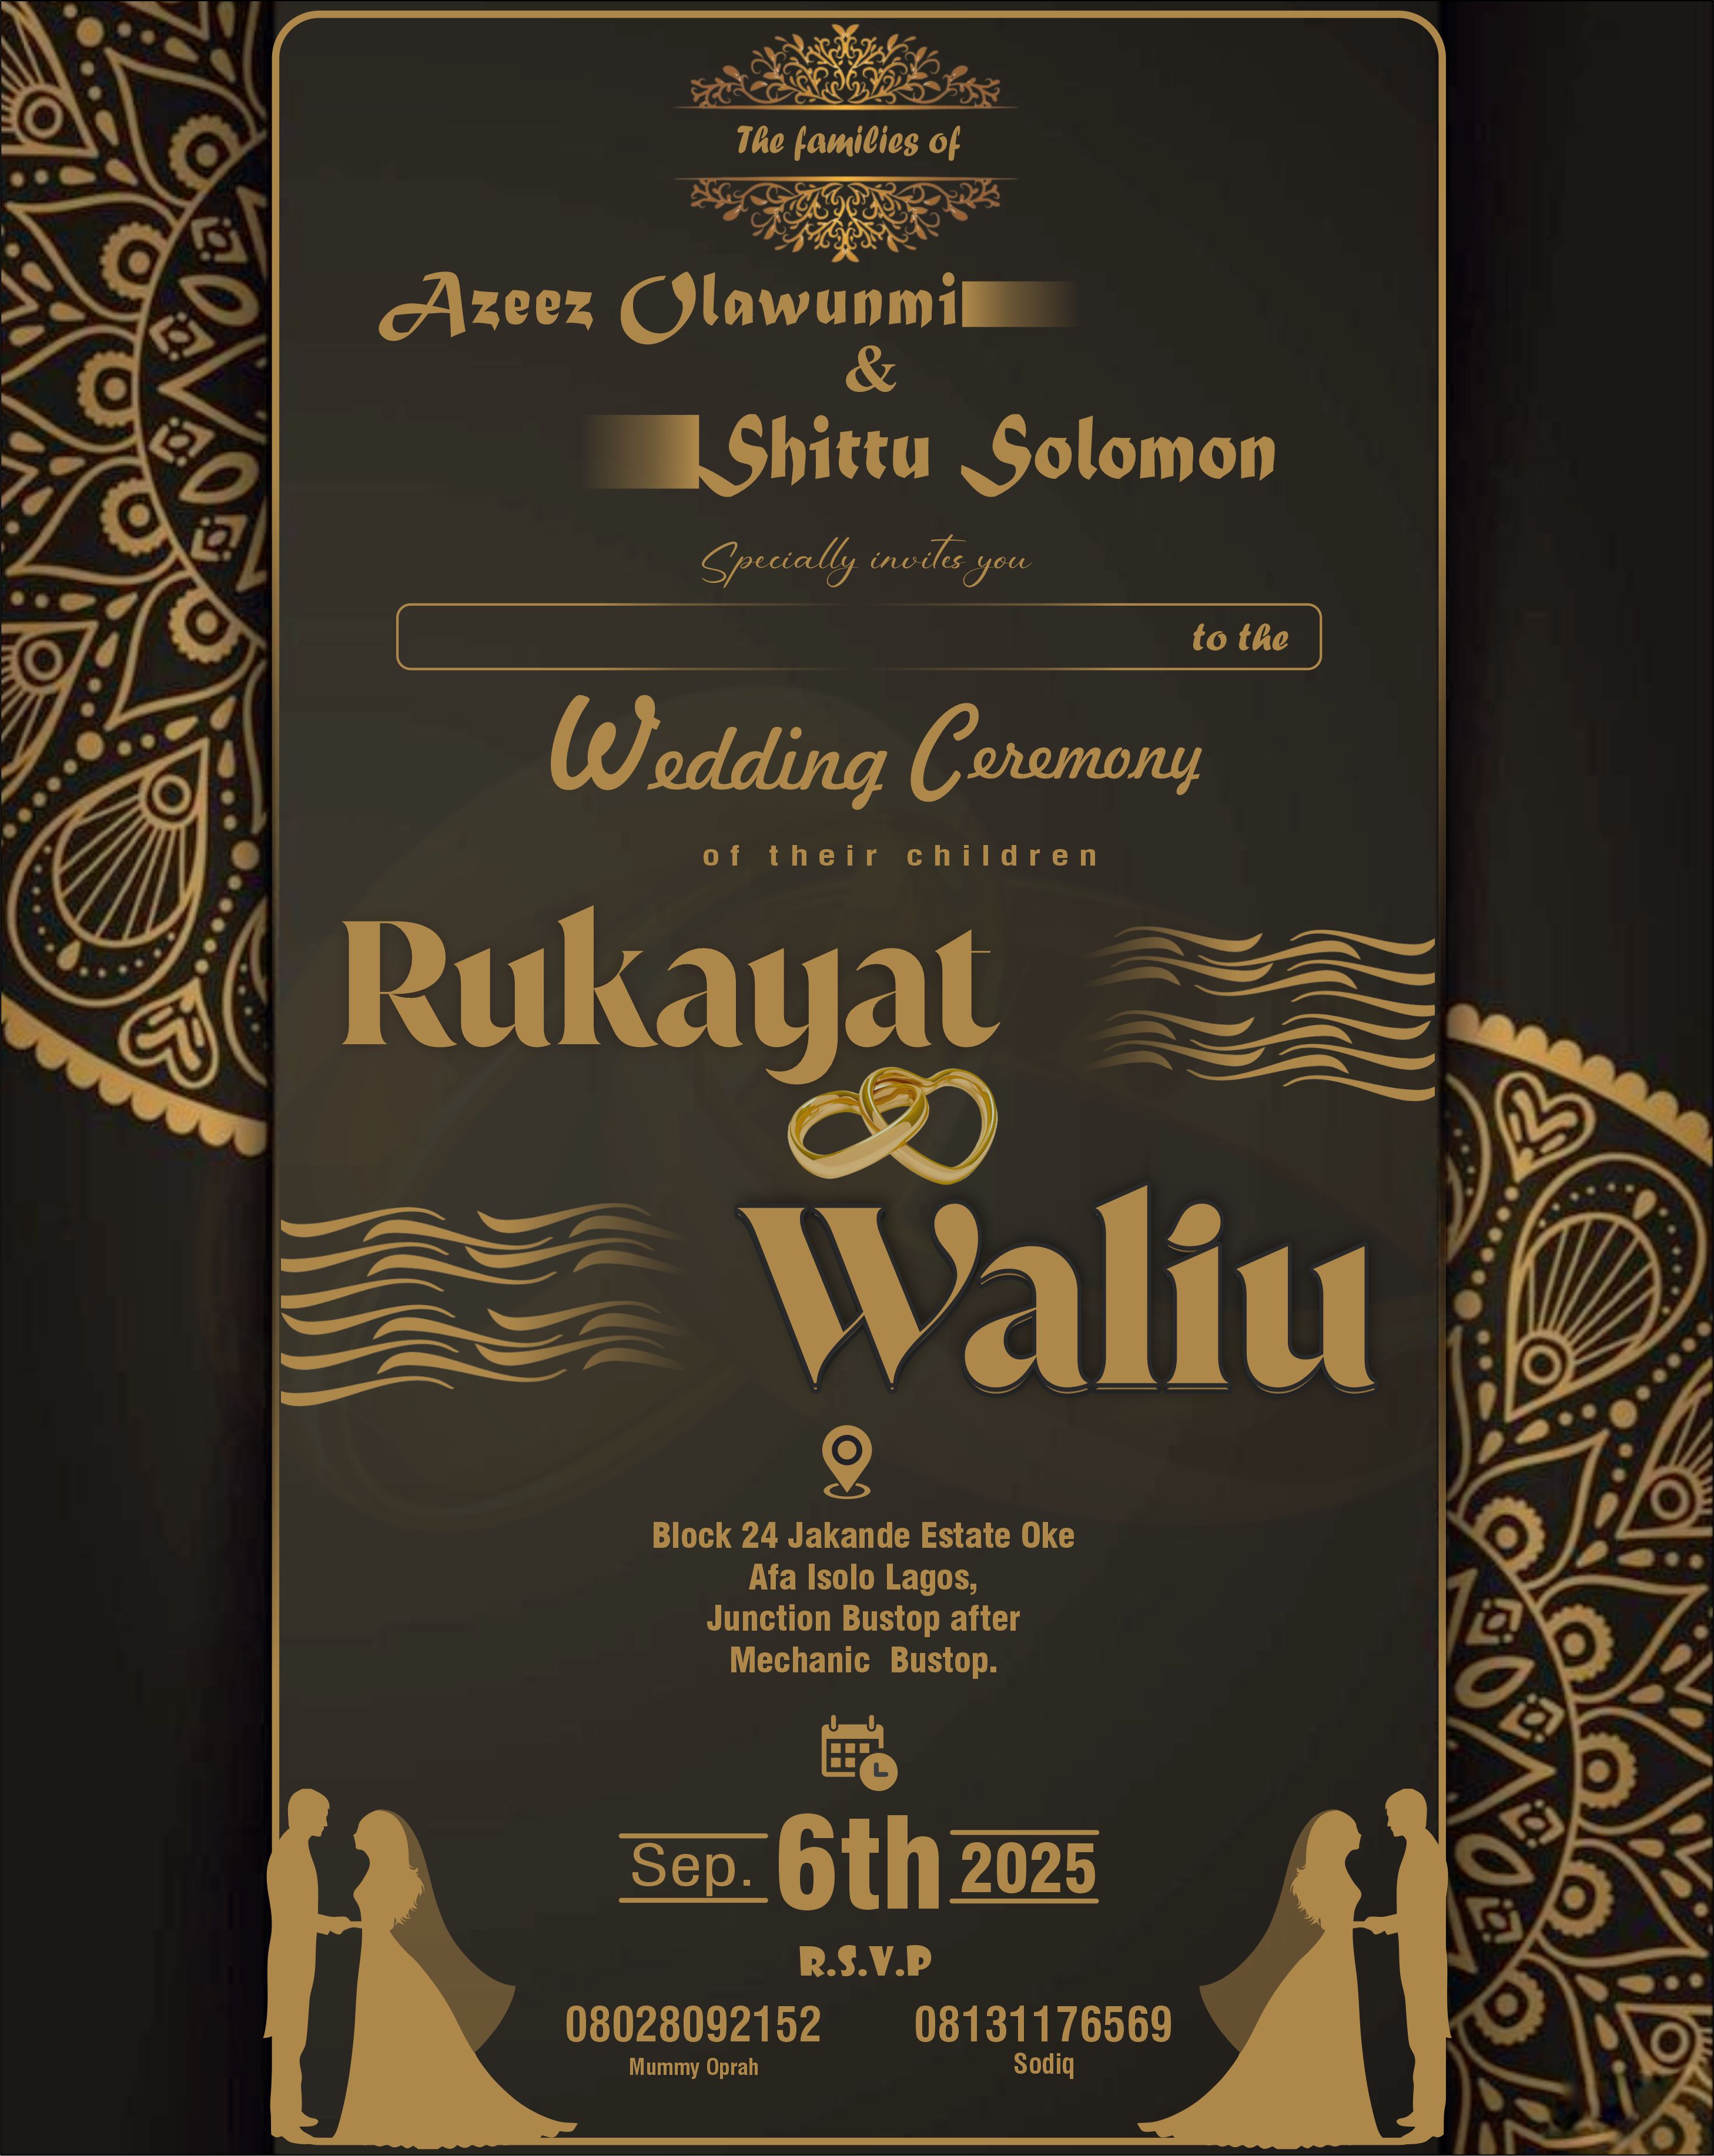 The families of
Azeez Olawunmi
&
Shittu Solomon
Specially invites you
to the
Wedding Ceremony
of their children
Rukayat
Waliu
Block 24 Jakande Estate Oke
Afa Isolo Lagos,
Junction Bustop after
Mechanic Bustop.
Sep. 6th 2025
R.S.V.P
08028092152 08131176569
Mummy Oprah Sodiq